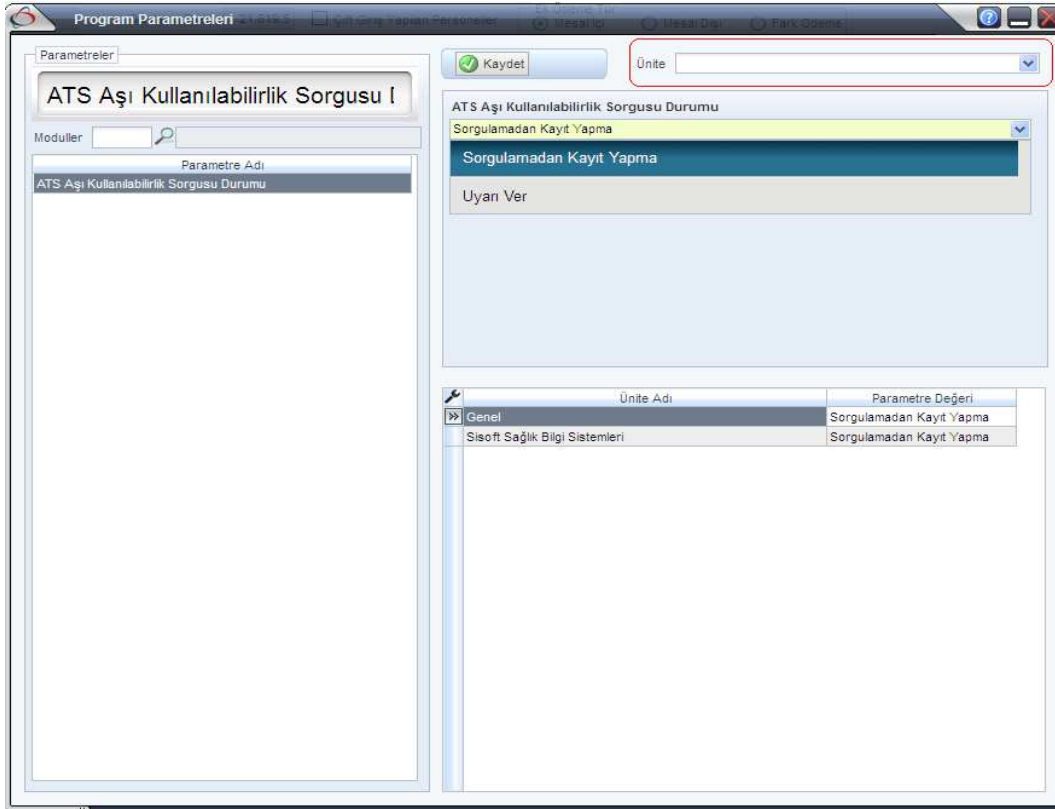 Program Parametreleri
Parametreler
ATS Aşı Kullanılabilirlik Sorgusu
Moduller
Parametre Adı
ATS Aşı Kullanılabilirlik Sorgusu Durumu
Kaydet
Ünite
ATS Aşı Kullanılabilirlik Sorgusu Durumu
Sorgulamadan Kayıt Yapma
Sorgulamadan Kayıt Yapma
Uyarı Ver
Ünite Adı Parametre Değeri
Genel Sorgulamadan Kayıt Yapma
Sisoft Sağlık Bilgi Sistemleri Sorgulamadan Kayıt Yapma